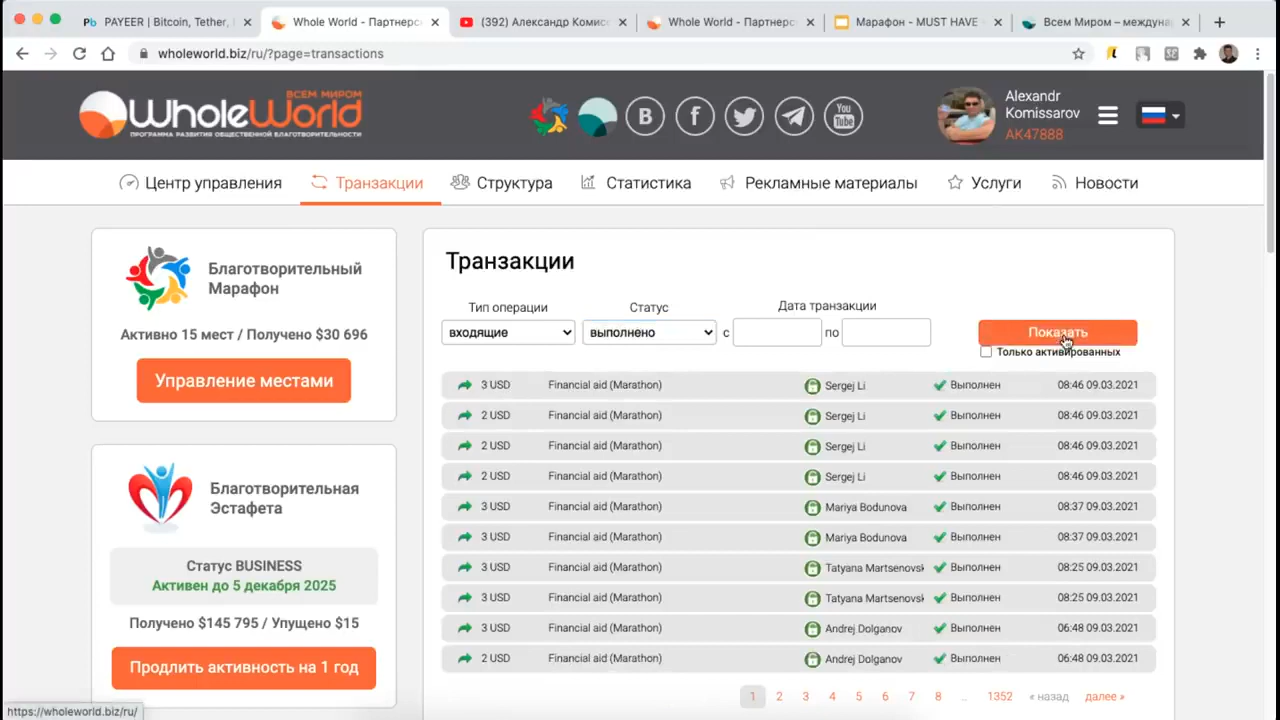 PAYEER | Bitcoin, Tether,
Whole World - Партнерс
(392) Александр Комисс
Whole World - Партнерс
Марафон - MUST HAVE
Всем Миром – междуна
wholeworld.biz/ru/?page=transactions
ВСЕМ МИРОМ
WHOLEWORLD
ПРОГРАММА РАЗВИТИЯ ОБЩЕСТВЕННОЙ БЛАГОТВОРИТЕЛЬНОСТИ
Alexandr
Komissarov
AK47888
Центр управления
Транзакции
Структура
Статистика
Рекламные материалы
Услуги
Новости
Благотворительный
Марафон
Активно 15 мест / Получено $30 696
Управление местами
Благотворительная
Эстафета
Статус BUSINESS
Активен до 5 декабря 2025
Получено $145 795 / Упущено $15
Продлить активность на 1 год
Транзакции
Тип операции Статус Дата транзакции
входящие выполнено с по Показать
Только активированных
3 USD Financial aid (Marathon) Sergej Li Выполнен 08:46 09.03.2021
2 USD Financial aid (Marathon) Sergej Li Выполнен 08:46 09.03.2021
2 USD Financial aid (Marathon) Sergej Li Выполнен 08:46 09.03.2021
2 USD Financial aid (Marathon) Sergej Li Выполнен 08:46 09.03.2021
3 USD Financial aid (Marathon) Mariya Bodunova Выполнен 08:37 09.03.2021
3 USD Financial aid (Marathon) Mariya Bodunova Выполнен 08:37 09.03.2021
3 USD Financial aid (Marathon) Tatyana Martsenovsk Выполнен 08:25 09.03.2021
3 USD Financial aid (Marathon) Tatyana Martsenovsk Выполнен 08:25 09.03.2021
3 USD Financial aid (Marathon) Andrej Dolganov Выполнен 06:48 09.03.2021
2 USD Financial aid (Marathon) Andrej Dolganov Выполнен 06:48 09.03.2021
1 2 3 4 5 6 7 8 .. 1352 « назад далее »
https://wholeworld.biz/ru/